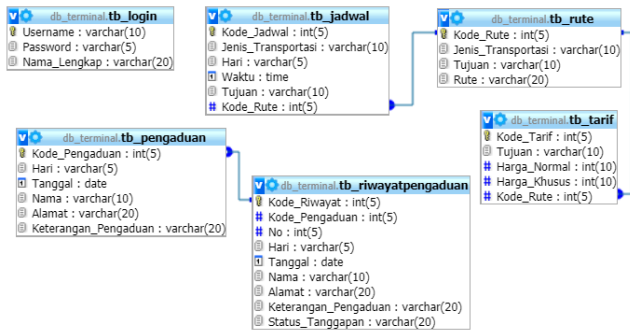 db_terminal.tb_login
Username : varchar(10)
Password : varchar(5)
Nama_Lengkap : varchar(20)
db_terminal.tb_jadwal
Kode_Jadwal : int(5)
Jenis_Transportasi : varchar(10)
Hari : varchar(5)
Waktu : time
Tujuan : varchar(10)
# Kode_Rute : int(5)
db_terminal.tb_rute
Kode_Rute : int(5)
Jenis_Transportasi : varchar(10)
Tujuan : varchar(10)
Rute : varchar(20)
db_terminal.tb_tarif
Kode_Tarif : int(5)
Tujuan : varchar(10)
# Harga_Normal : int(10)
# Harga_Khusus : int(10)
# Kode_Rute : int(5)
db_terminal.tb_pengaduan
Kode_Pengaduan : int(5)
Hari : varchar(5)
Tanggal : date
Nama : varchar(10)
Alamat : varchar(20)
Keterangan_Pengaduan : varchar(20)
db_terminal.tb_riwayatpengaduan
Kode_Riwayat : int(5)
# Kode_Pengaduan : int(5)
# No : int(5)
Hari : varchar(5)
Tanggal : date
Nama : varchar(10)
Alamat : varchar(20)
Keterangan_Pengaduan : varchar(20)
Status_Tanggapan : varchar(20)